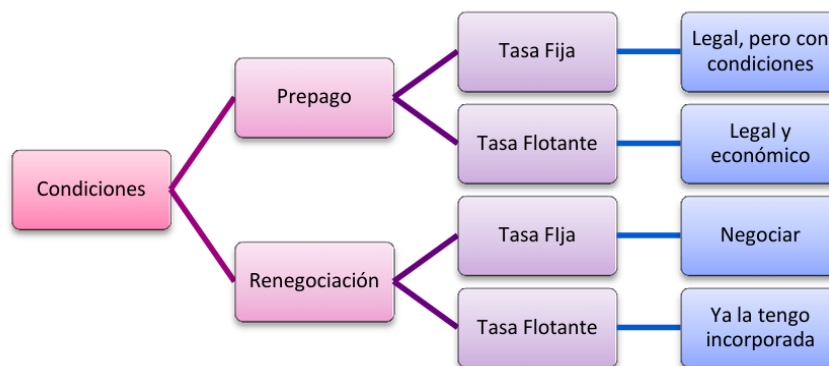 Condiciones
Prepago
Tasa Fija
Legal, pero con
condiciones
Tasa Flotante
Legal y
económico
Renegociación
Tasa FIja
Negociar
Tasa Flotante
Ya la tengo
incorporada